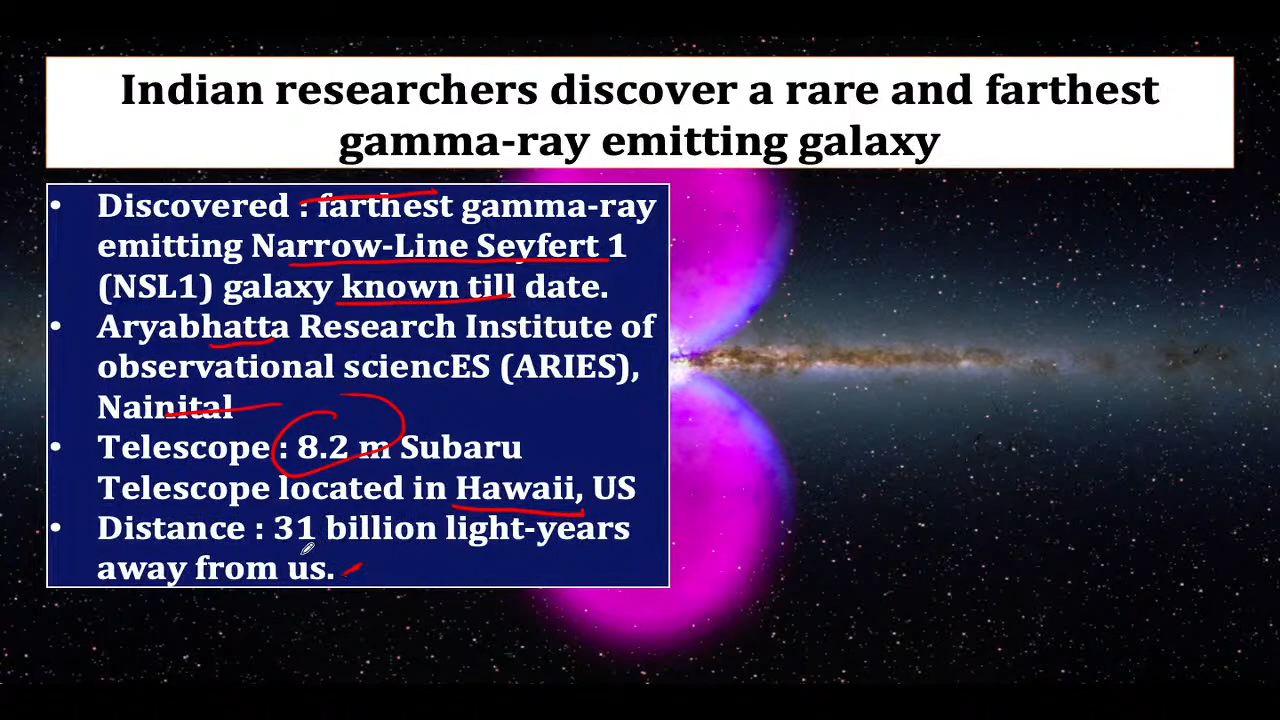 Indian researchers discover a rare and farthest
gamma-ray emitting galaxy
• Discovered : farthest gamma-ray
emitting Narrow-Line Seyfert 1
(NSL1) galaxy known till date.
• Aryabhatta Research Institute of
observational sciencES (ARIES),
Nainital
• Telescope : 8.2 m Subaru
Telescope located in Hawaii, US
• Distance : 31 billion light-years
away from us.